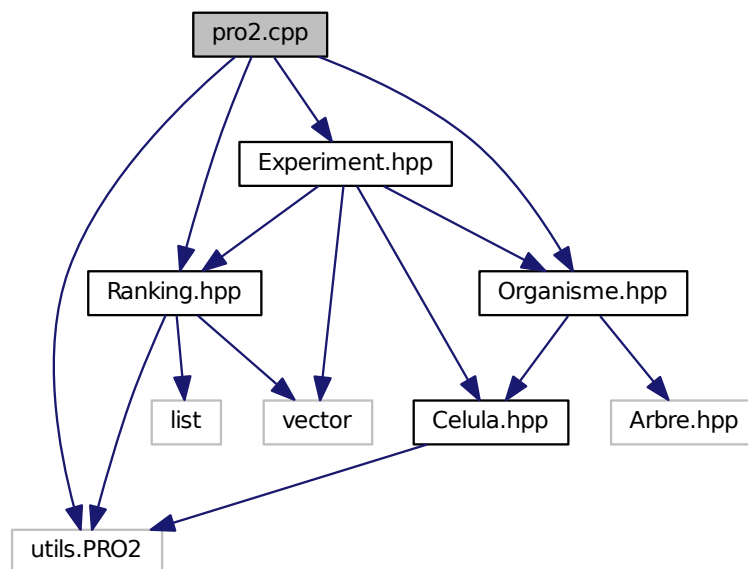 pro2.cpp
Experiment.hpp
Ranking.hpp
Organisme.hpp
list
vector
Celula.hpp
Arbre.hpp
utils.PRO2